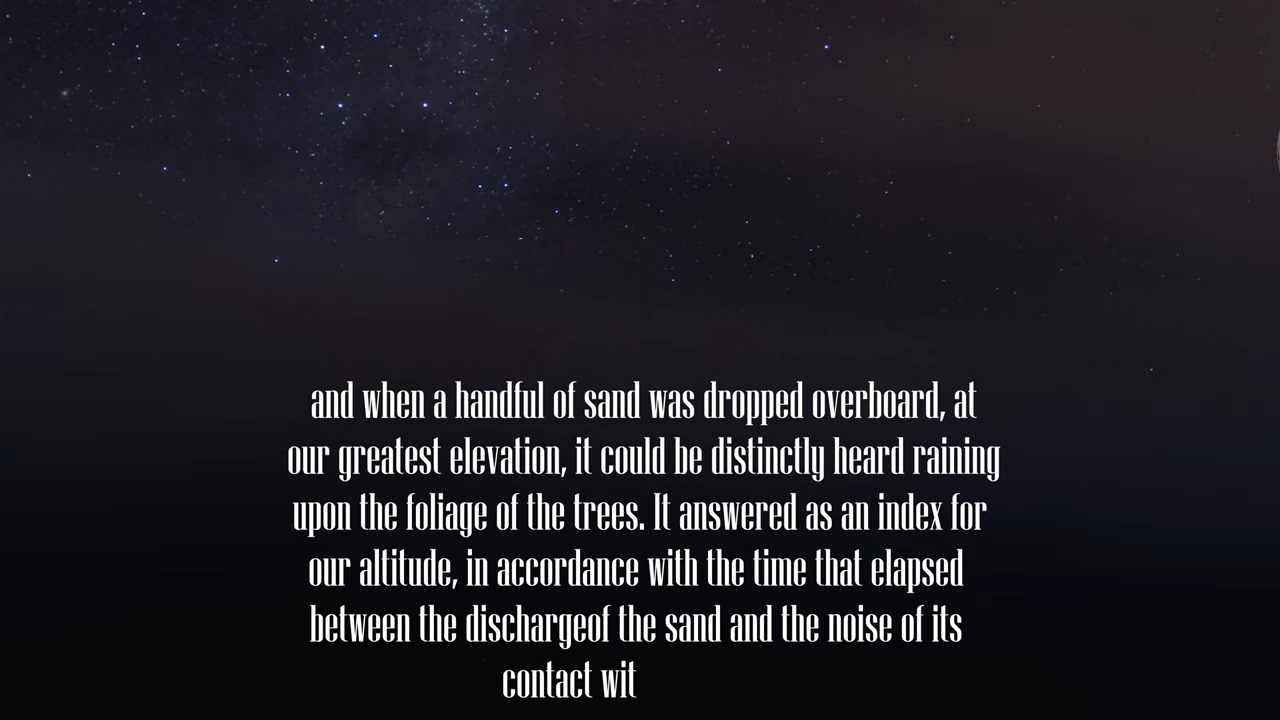 and when a handful of sand was dropped overboard, at
our greatest elevation, it could be distinctly heard raining
upon the foliage of the trees. It answered as an index for
our altitude, in accordance with the time that elapsed
between the dischargeof the sand and the noise of its
contact wit